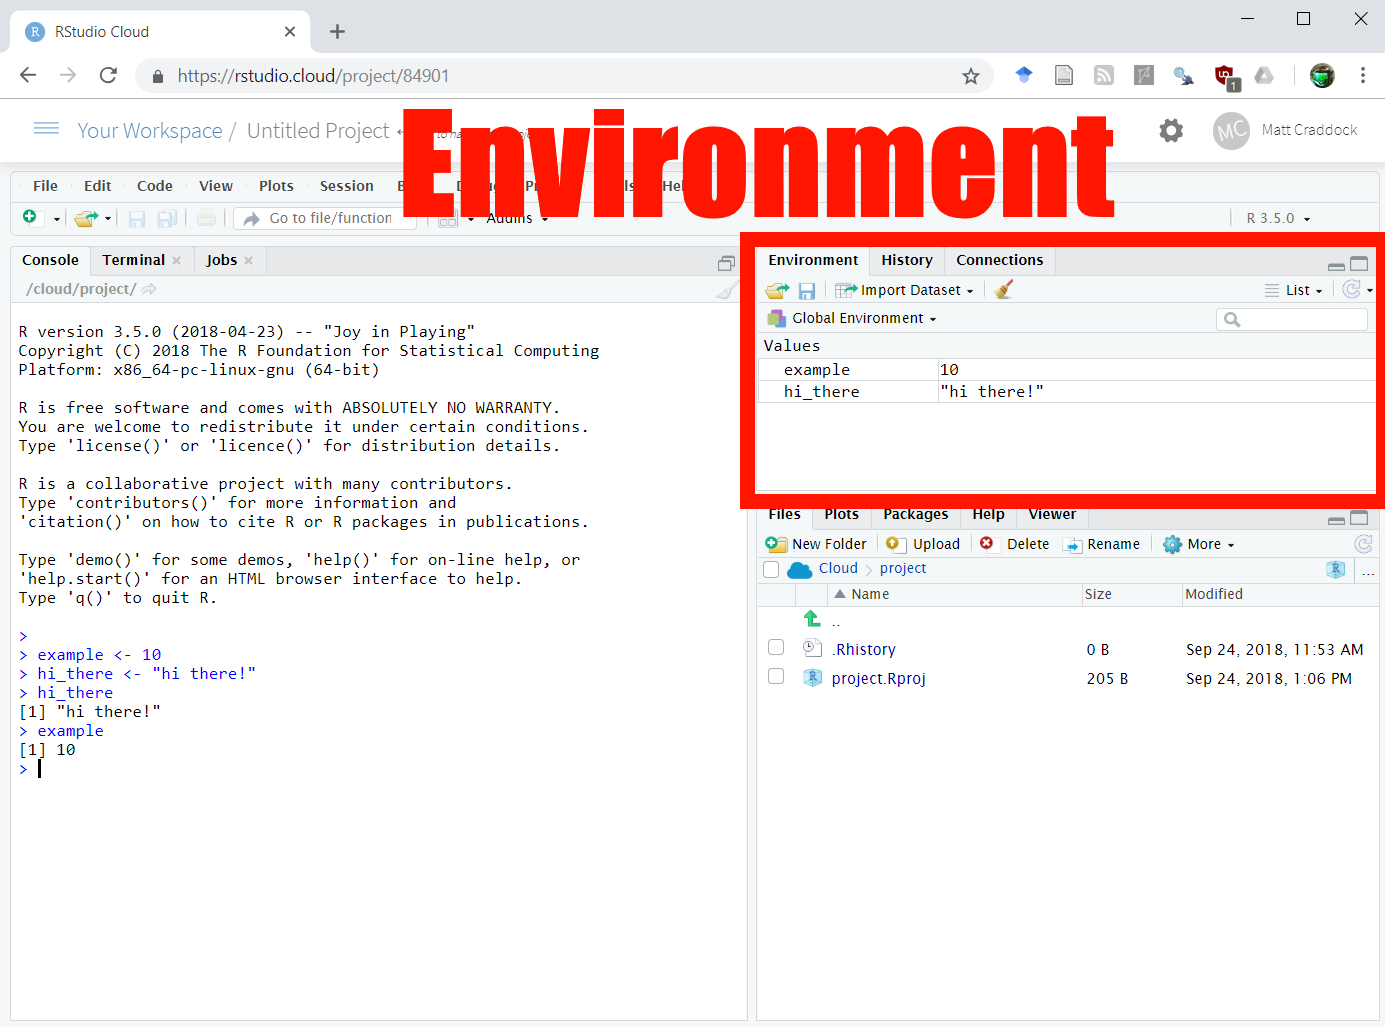 RStudio Cloud
https://rstudio.cloud/project/84901
1
Your Workspace / Untitled Project
Environment
MC Matt Craddock
File Edit Code View Plots Session
Go to file/function Addins R 3.5.0
Console Terminal Jobs
/cloud/project/
R version 3.5.0 (2018-04-23) -- "Joy in Playing"
Copyright (C) 2018 The R Foundation for Statistical Computing
Platform: x86_64-pc-linux-gnu (64-bit)
R is free software and comes with ABSOLUTELY NO WARRANTY.
You are welcome to redistribute it under certain conditions.
Type 'license()' or 'licence()' for distribution details.
R is a collaborative project with many contributors.
Type 'contributors()' for more information and
'citation()' on how to cite R or R packages in publications.
Type 'demo()' for some demos, 'help()' for on-line help, or
'help.start()' for an HTML browser interface to help.
Type 'q()' to quit R.
>
> example <- 10
> hi_there <- "hi there!"
> hi_there
[1] "hi there!"
> example
[1] 10
>
Environment History Connections
Import Dataset List
Global Environment
Values
example 10
hi_there "hi there!"
Files Plots Packages Help Viewer
New Folder Upload Delete Rename More
Cloud project ...
Name Size Modified
..
.Rhistory 0 B Sep 24, 2018, 11:53 AM
project.Rproj 205 B Sep 24, 2018, 1:06 PM